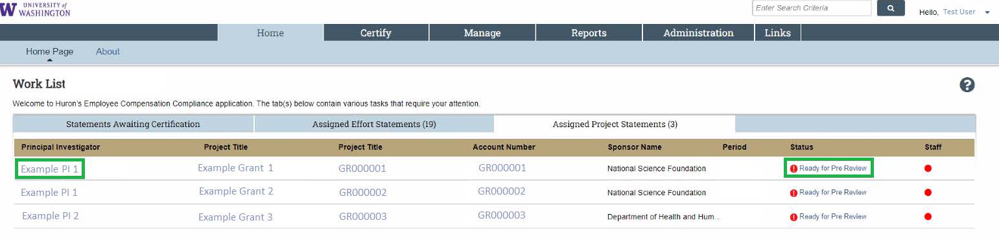 UNIVERSITY of
WASHINGTON
Enter Search Criteria
Hello, Test User
Home Certify Manage Reports Administration Links
Home Page About
Work List
Welcome to Huron's Employee Compensation Compliance application. The tab(s) below contain various tasks that require your attention.
Statements Awaiting Certification Assigned Effort Statements (19) Assigned Project Statements (3)
Principal Investigator Project Title Project Title Account Number Sponsor Name Period Status Staff
Example PI 1 Example Grant 1 GR000001 GR000001 National Science Foundation Ready for Pre Review
Example PI 1 Example Grant 2 GR000002 GR000002 National Science Foundation Ready for Pre Review
Example PI 2 Example Grant 3 GR000003 GR000003 Department of Health and Hum... Ready for Pre Review